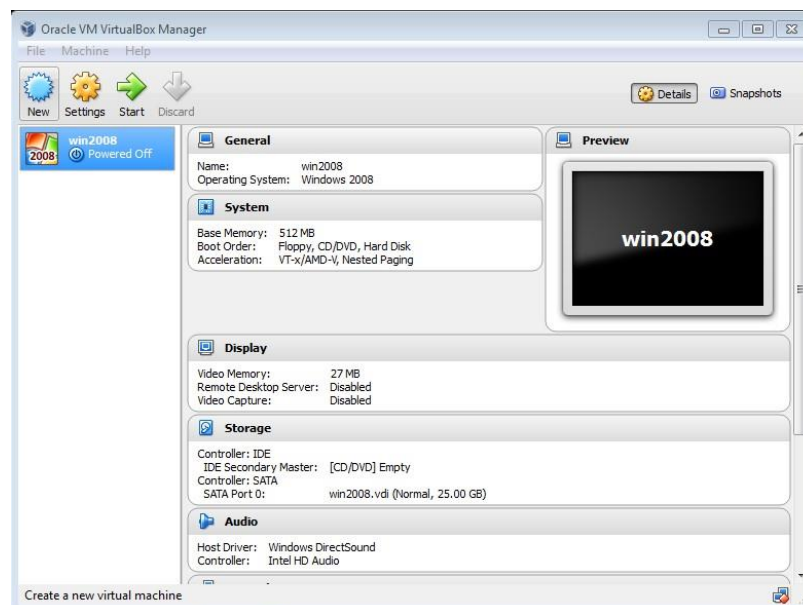 Oracle VM VirtualBox Manager
File Machine Help
New Settings Start Discard
Details Snapshots
2008 win2008
Powered Off
General
Name: win2008
Operating System: Windows 2008
System
Base Memory: 512 MB
Boot Order: Floppy, CD/DVD, Hard Disk
Acceleration: VT-x/AMD-V, Nested Paging
Preview
win2008
Display
Video Memory: 27 MB
Remote Desktop Server: Disabled
Video Capture: Disabled
Storage
Controller: IDE
IDE Secondary Master: [CD/DVD] Empty
Controller: SATA
SATA Port 0: win2008.vdi (Normal, 25.00 GB)
Audio
Host Driver: Windows DirectSound
Controller: Intel HD Audio
Create a new virtual machine